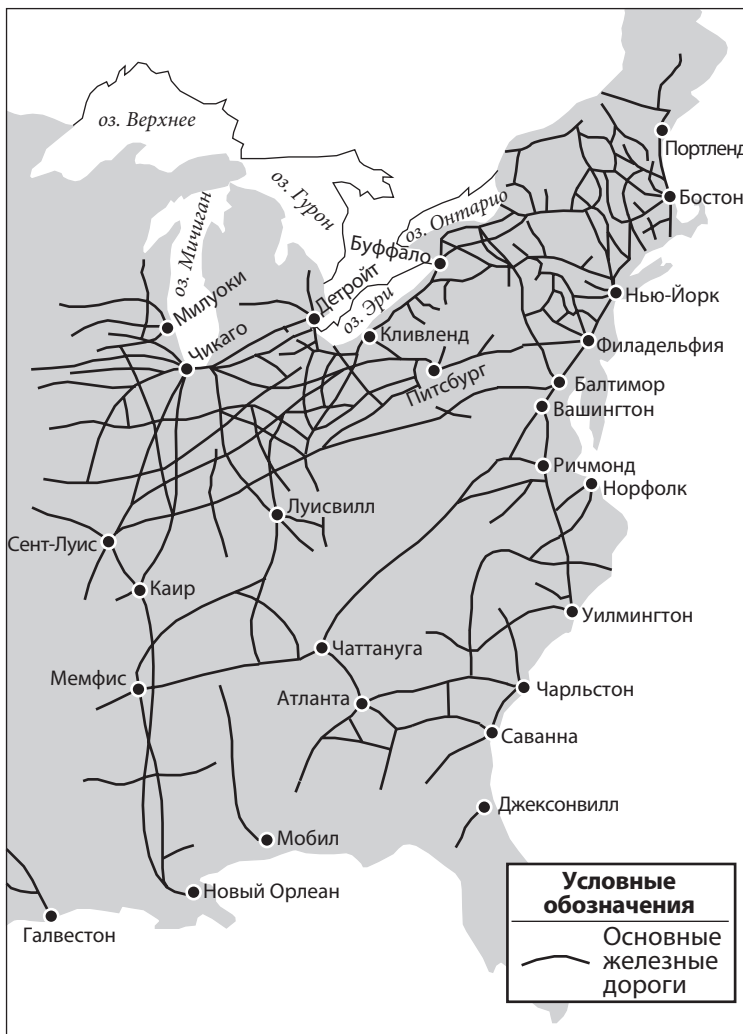 оз. Верхнее
оз. Гурон
оз. Мичиган
оз. Онтарио
оз. Эри
Портленд
Бостон
Буффало
Детройт
Милуоки
Нью-Йорк
Чикаго
Кливленд
Филадельфия
Питсбург
Балтимор
Вашингтон
Ричмонд
Норфолк
Луисвилл
Сент-Луис
Каир
Уилмингтон
Чаттануга
Мемфис
Атланта
Чарльстон
Саванна
Джексонвилл
Мобил
Новый Орлеан
Галвестон
Условные
обозначения
Основные
железные
дороги